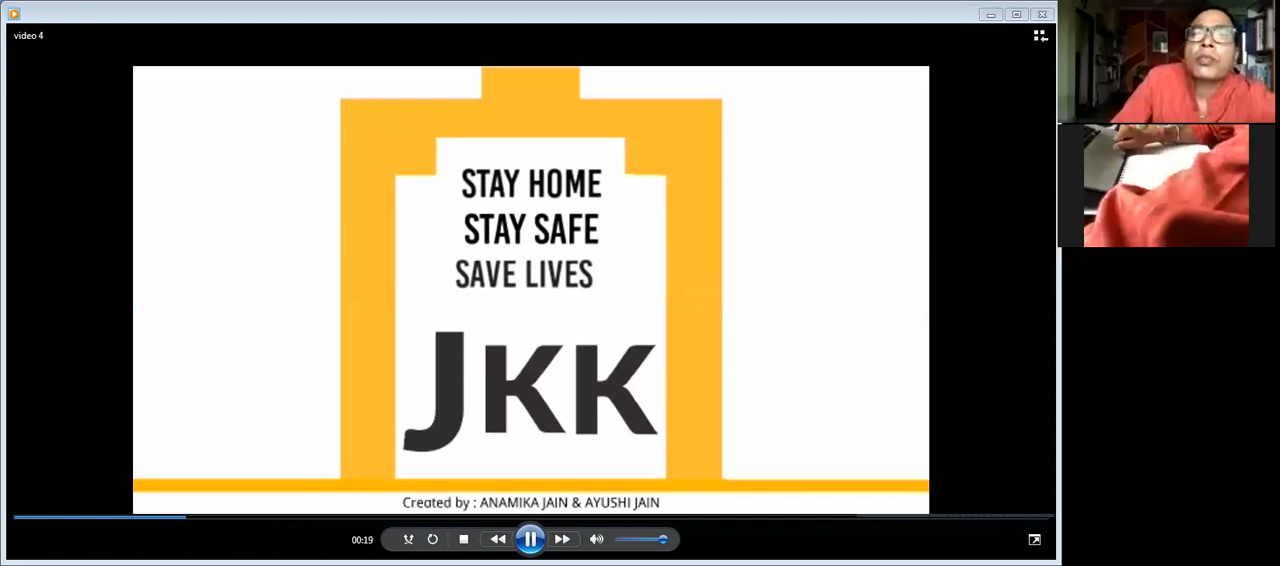 video 4
STAY HOME
STAY SAFE
SAVE LIVES
JKK
Created by : ANAMIKA JAIN & AYUSHI JAIN
00:19